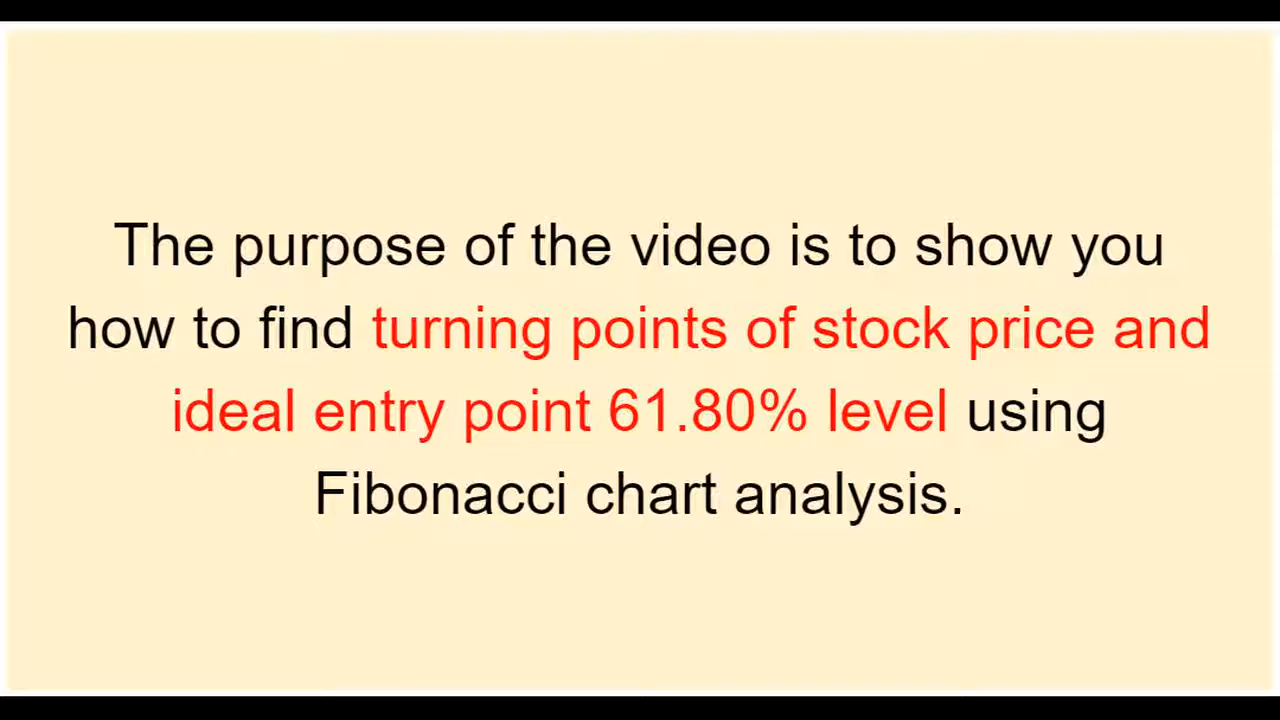 The purpose of the video is to show you
how to find turning points of stock price and
ideal entry point 61.80% level using
Fibonacci chart analysis.